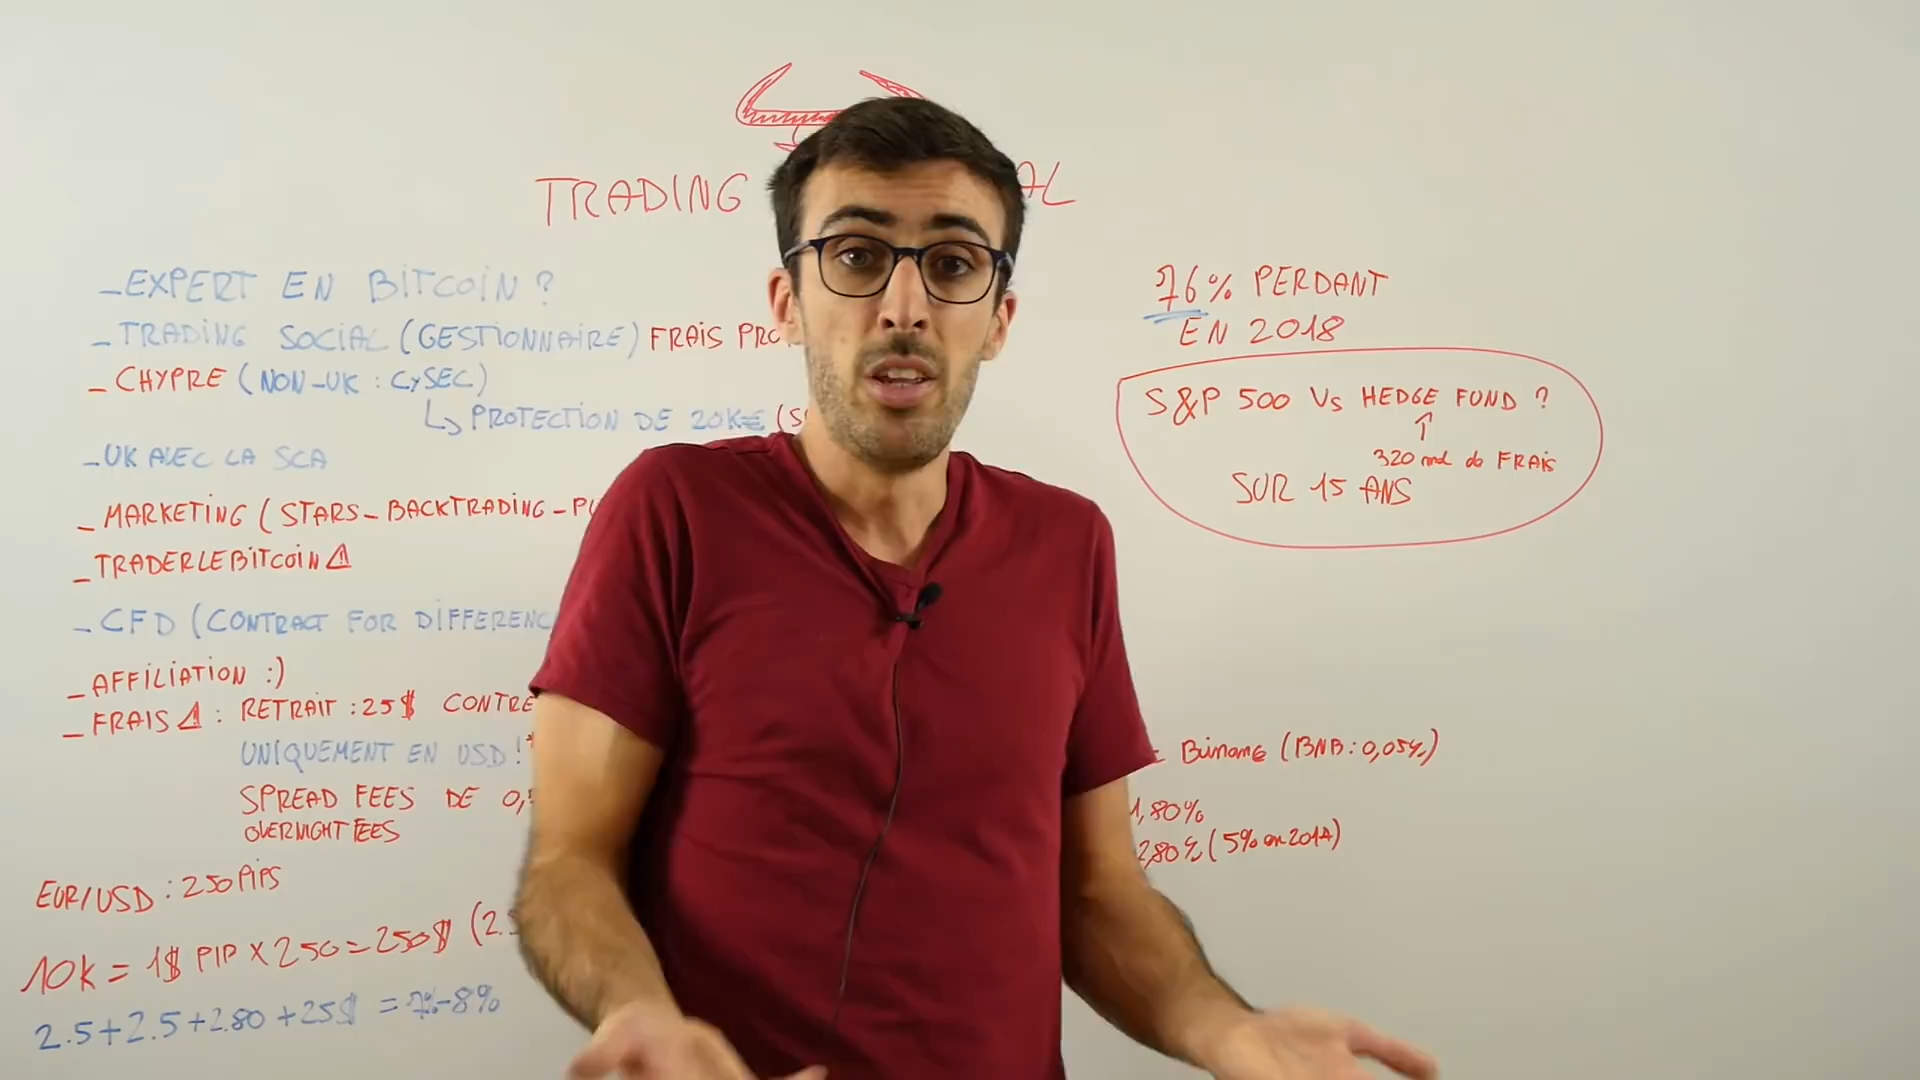 TRADING
- EXPERT EN BITCOIN ?
- TRADING SOCIAL (GESTIONNAIRE) FRAIS
- CHYPRE (NON-UK : CySEC)
↳ PROTECTION DE 20K€
- UK AVEC LA SCA
- MARKETING (STARS - BACKTRADING -
- TRADERLEBITCOIN ⚠
- CFD (CONTRACT FOR
- AFFILIATION :)
- FRAIS ⚠ : RETRAIT : 25$ CONTRE
UNIQUEMENT EN USD !*
SPREAD FEES DE
OVERNIGHT FEES
EUR/USD : 250 PIPS
10K = 1$ PIP X 250 = 250$
2.5+2.5+2.80+25$ = 7%-8%
76% PERDANT
EN 2018
S&P 500 Vs HEDGE FUND ?
↑
320 md de FRAIS
SUR 15 ANS
Binance (BNB : 0,05%)
1,80%
2,80% (5% en 2017)